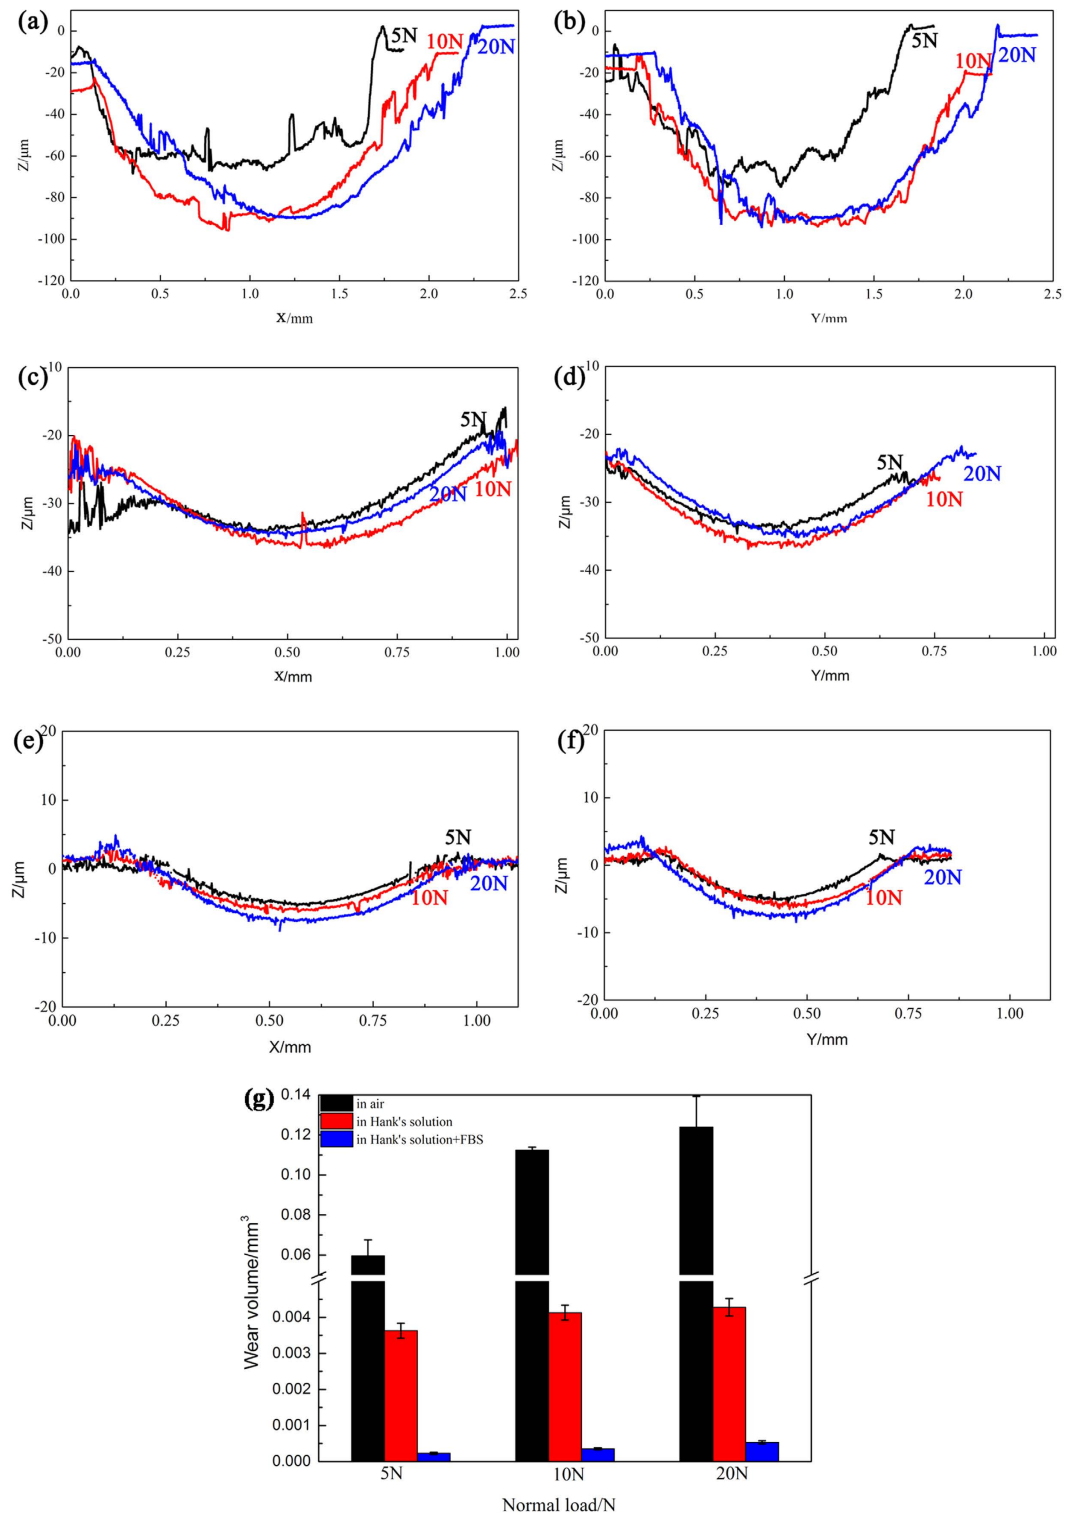 (a)
0
-20
-40
-60
-80
-100
-120
Z/μm
5N
10N
20N
0.0 0.5 1.0 1.5 2.0 2.5
X/mm
(b)
0
-20
-40
-60
-80
-100
-120
Z/μm
5N
10N
20N
0.0 0.5 1.0 1.5 2.0 2.5
Y/mm
(c)
-10
-20
-30
-40
-50
Z/μm
5N
20N
10N
0.00 0.25 0.50 0.75 1.00
X/mm
(d)
-10
-20
-30
-40
-50
Z/μm
5N
20N
10N
0.00 0.25 0.50 0.75 1.00
Y/mm
(e)
20
10
0
-10
-20
Z/μm
5N
10N
20N
0.00 0.25 0.50 0.75 1.00
X/mm
(f)
20
10
0
-10
-20
Z/μm
5N
20N
10N
0.00 0.25 0.50 0.75 1.00
Y/mm
(g)
0.14
0.12
0.10
0.08
0.06
0.004
0.003
0.002
0.001
0.000
Wear volume/mm³
in air
in Hank's solution
in Hank's solution+FBS
5N 10N 20N
Normal load/N